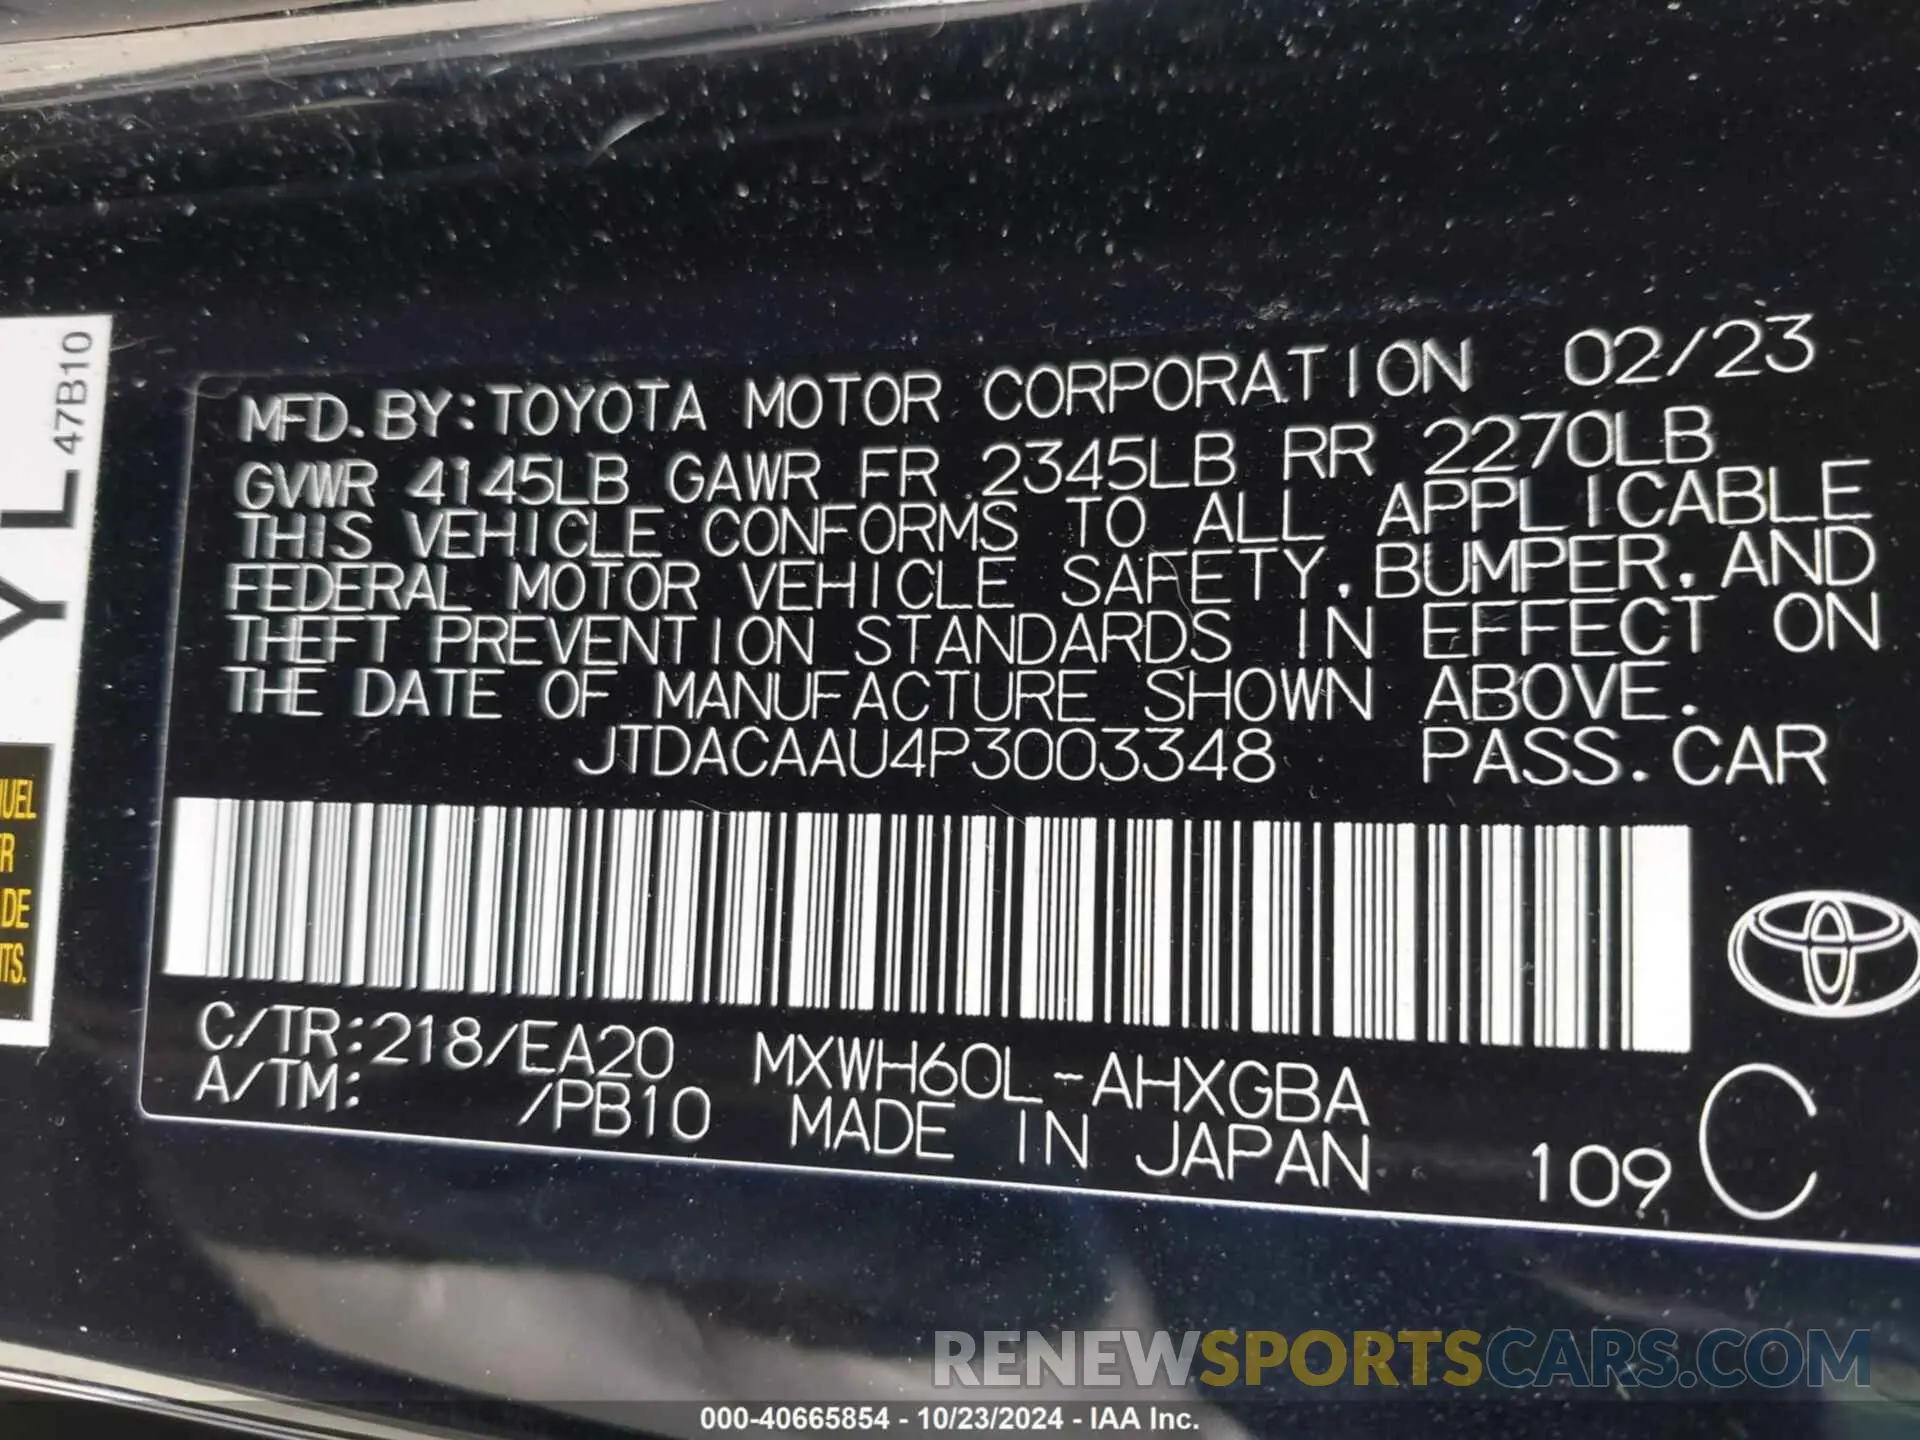 MFD. BY: TOYOTA MOTOR CORPORATION 02/23
GVWR 4145LB GAWR FR 2345LB RR 2270LB
THIS VEHICLE CONFORMS TO ALL APPLICABLE
FEDERAL MOTOR VEHICLE SAFETY, BUMPER, AND
THEFT PREVENTION STANDARDS IN EFFECT ON
THE DATE OF MANUFACTURE SHOWN ABOVE.
JTDACAAU4P3003348 PASS. CAR
C/TR:218/EA20 MXWH60L-AHXGBA
A/TM: /PB10 MADE IN JAPAN
109 C
YL
47B10
UEL
R
DE
TS.
RENEWSPORTSCARS.COM
000-40665854 - 10/23/2024 - IAA Inc.